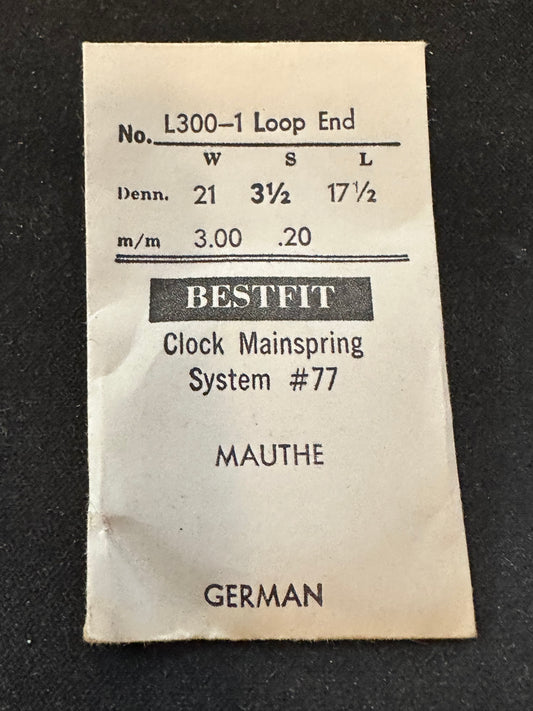 No. L300-1 Loop End
W S L
Denn. 21 3½ 17½
m/m 3.00 .20
BESTFIT
Clock Mainspring
System #77
MAUTHE
GERMAN